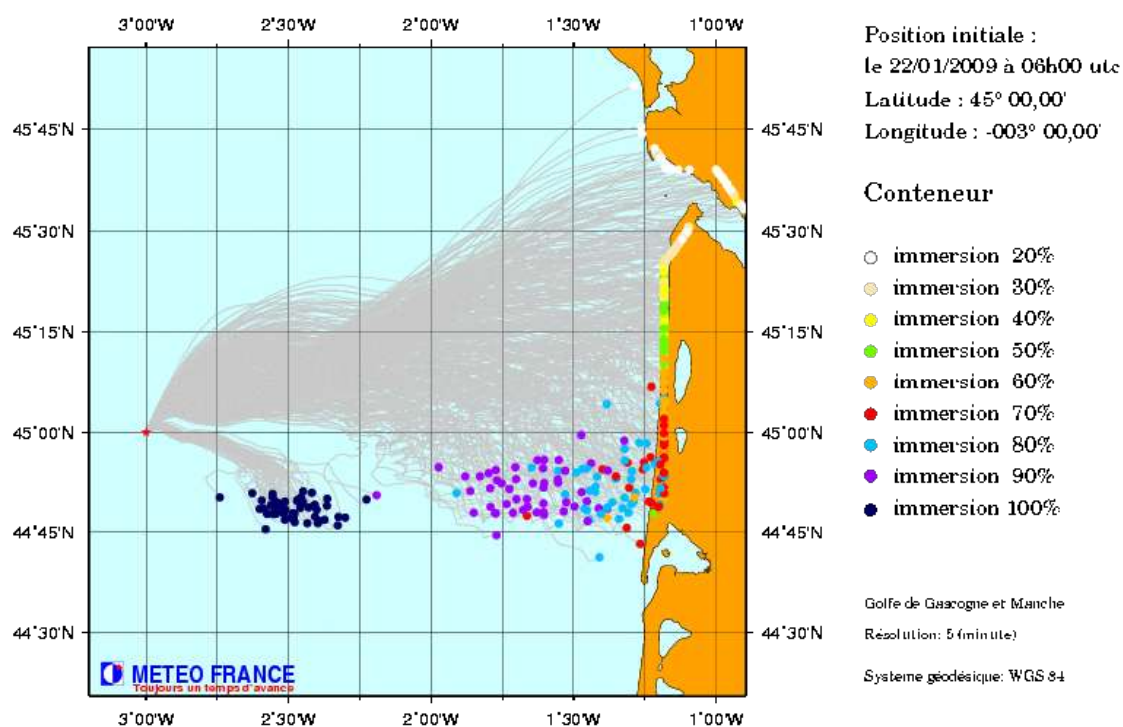 3°00'W 2°30'W 2°00'W 1°30'W 1°00'W
45°45'N 45°45'N
45°30'N 45°30'N
45°15'N 45°15'N
45°00'N 45°00'N
44°45'N 44°45'N
44°30'N 44°30'N
3°00'W 2°30'W 2°00'W 1°30'W 1°00'W
METEO FRANCE
Toujours un temps d'avance
Position initiale :
le 22/01/2009 à 06h00 utc
Latitude : 45° 00,00'
Longitude : -003° 00,00'
Conteneur
immersion 20%
immersion 30%
immersion 40%
immersion 50%
immersion 60%
immersion 70%
immersion 80%
immersion 90%
immersion 100%
Golfe de Gascogne et Manche
Résolution: 5 (minute)
Systeme géodésique: WGS 84